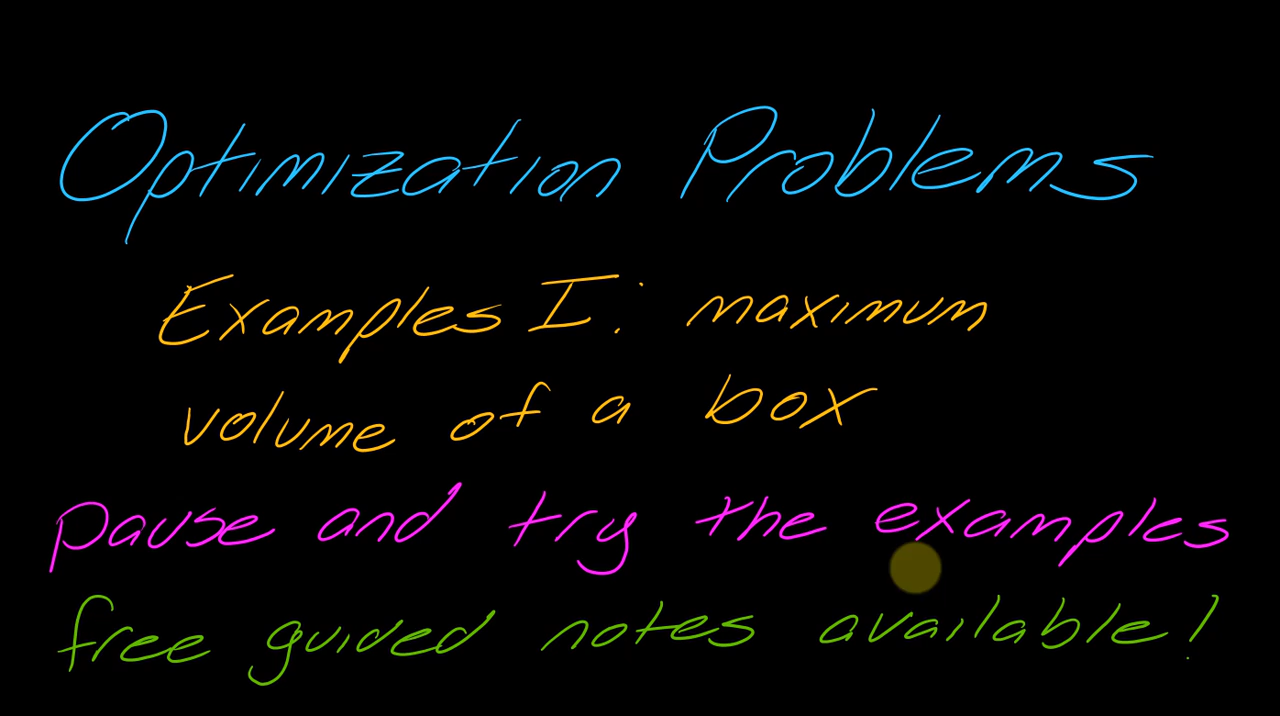 Optimization Problems
Examples I: maximum
volume of a box
pause and try the examples
free guided notes available!